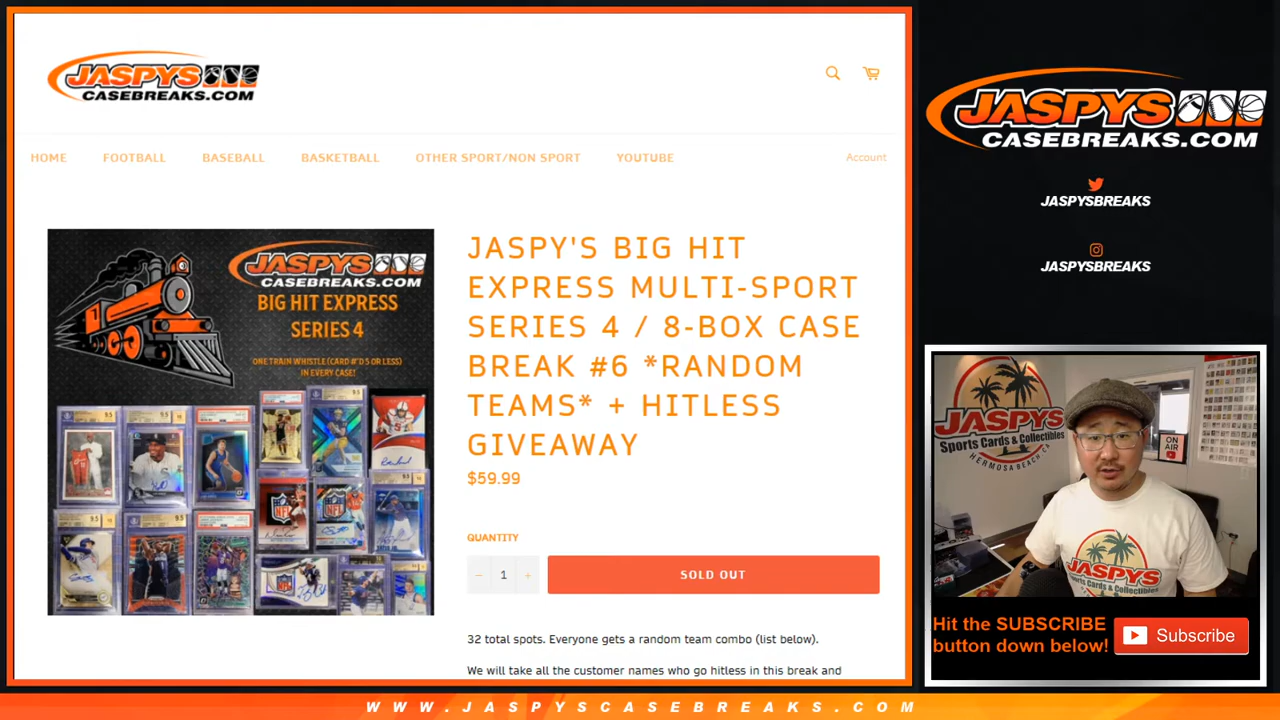 JASPYS
CASEBREAKS.COM
HOME FOOTBALL BASEBALL BASKETBALL OTHER SPORT/NON SPORT YOUTUBE Account
JASPYS
CASEBREAKS.COM
BIG HIT EXPRESS
SERIES 4
ONE TRAIN WHISTLE (CARD #'D 5 OR LESS)
IN EVERY CASE!
JASPY'S BIG HIT
EXPRESS MULTI-SPORT
SERIES 4 / 8-BOX CASE
BREAK #6 *RANDOM
TEAMS* + HITLESS
GIVEAWAY
$59.99
QUANTITY
− 1 +
SOLD OUT
32 total spots. Everyone gets a random team combo (list below).
We will take all the customer names who go hitless in this break and
JASPYS
CASEBREAKS.COM
JASPYSBREAKS
JASPYSBREAKS
JASPYS
Sports Cards & Collectibles
HERMOSA BEACH CA
ON
AIR
JASPYS
Sports Cards & Collectibles
Hit the SUBSCRIBE
button down below!
Subscribe
WWW.JASPYSCASEBREAKS.COM